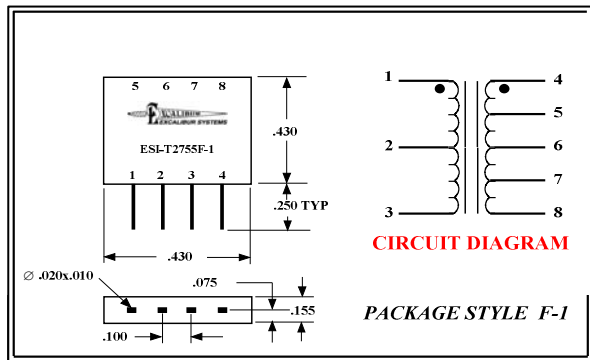 5 6 7 8
EXCALIBUR
EXCALIBUR SYSTEMS
ESI-T2755F-1
1 2 3 4
.430
.250 TYP
.430
Ø .020x.010
.075
.155
.100
1
2
3
4
5
6
7
8
CIRCUIT DIAGRAM
PACKAGE STYLE F-1